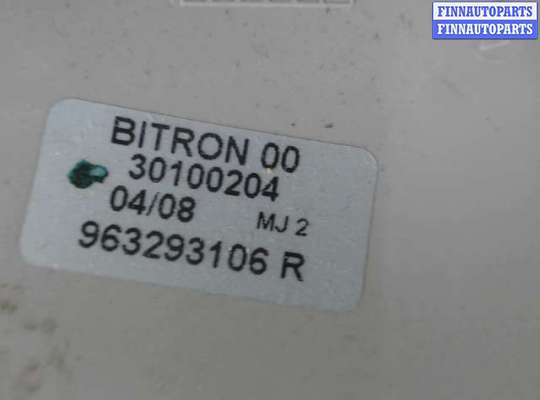 FINNAUTOPARTS
FINNAUTOPARTS
BITRON 00
30100204
04/08 MJ 2
963293106 R